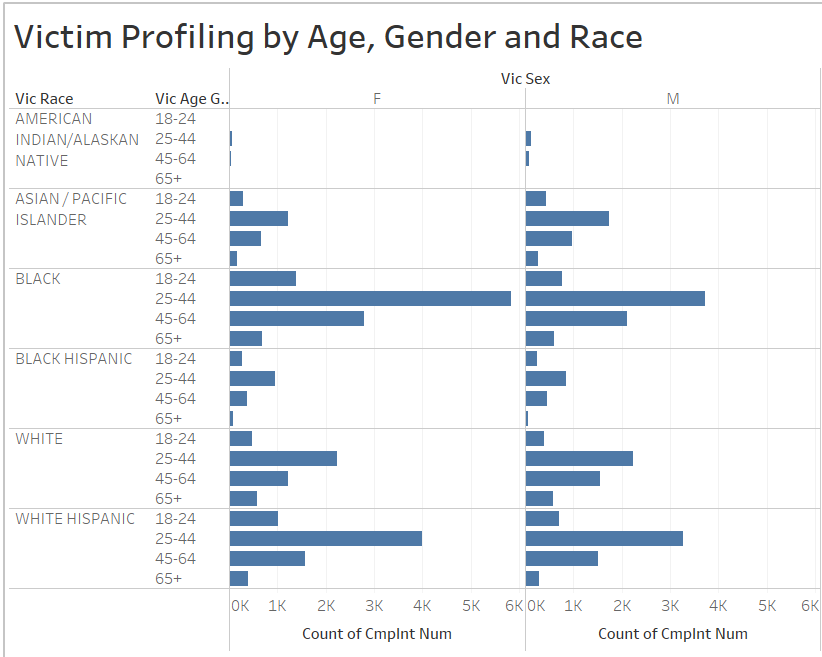 Victim Profiling by Age, Gender and Race
Vic Sex
Vic Race Vic Age G.. F M
AMERICAN 18-24
INDIAN/ALASKAN 25-44
NATIVE 45-64
65+
ASIAN / PACIFIC 18-24
ISLANDER 25-44
45-64
65+
BLACK 18-24
25-44
45-64
65+
BLACK HISPANIC 18-24
25-44
45-64
65+
WHITE 18-24
25-44
45-64
65+
WHITE HISPANIC 18-24
25-44
45-64
65+
0K 1K 2K 3K 4K 5K 6K 0K 1K 2K 3K 4K 5K 6K
Count of CmpInt Num Count of CmpInt Num